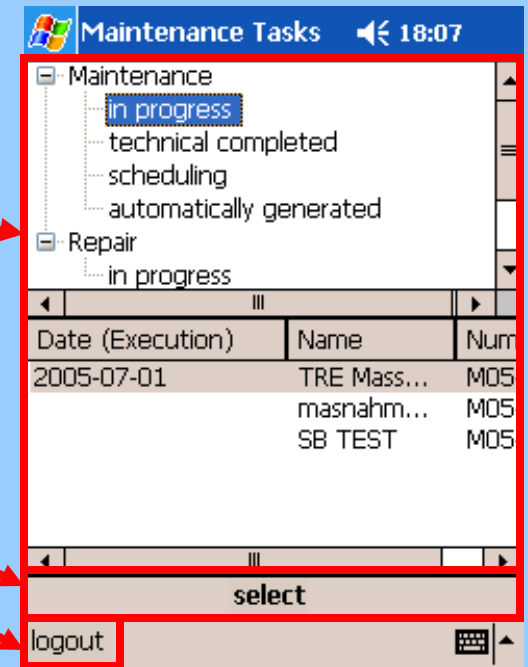 Maintenance Tasks 18:07
Maintenance
in progress
technical completed
scheduling
automatically generated
Repair
in progress
Date (Execution) Name Num
2005-07-01 TRE Mass... M05
masnahm... M05
SB TEST M05
select
logout